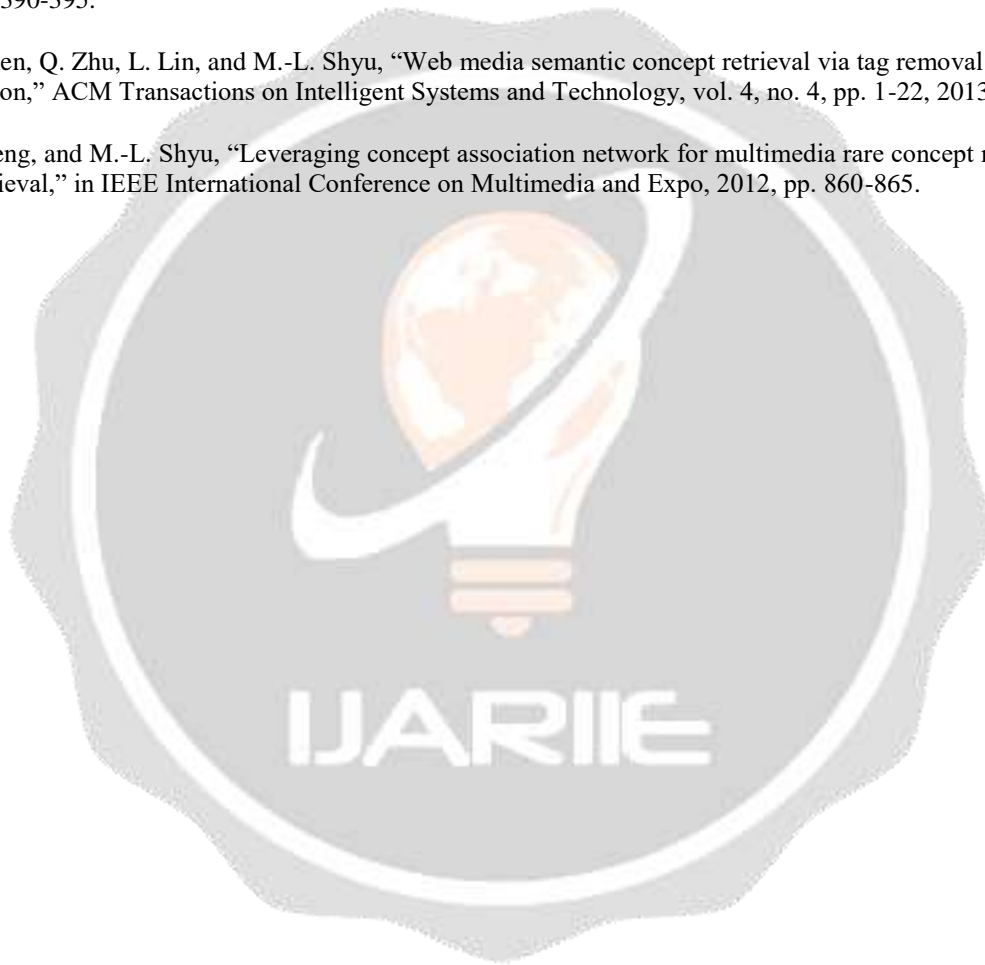 en, Q. Zhu, L. Lin, and M.-L. Shyu, “Web media semantic concept retrieval via tag removal
on,” ACM Transactions on Intelligent Systems and Technology, vol. 4, no. 4, pp. 1-22, 2013
eng, and M.-L. Shyu, “Leveraging concept association network for multimedia rare concept
ieval,” in IEEE International Conference on Multimedia and Expo, 2012, pp. 860-865.
IJARIIE